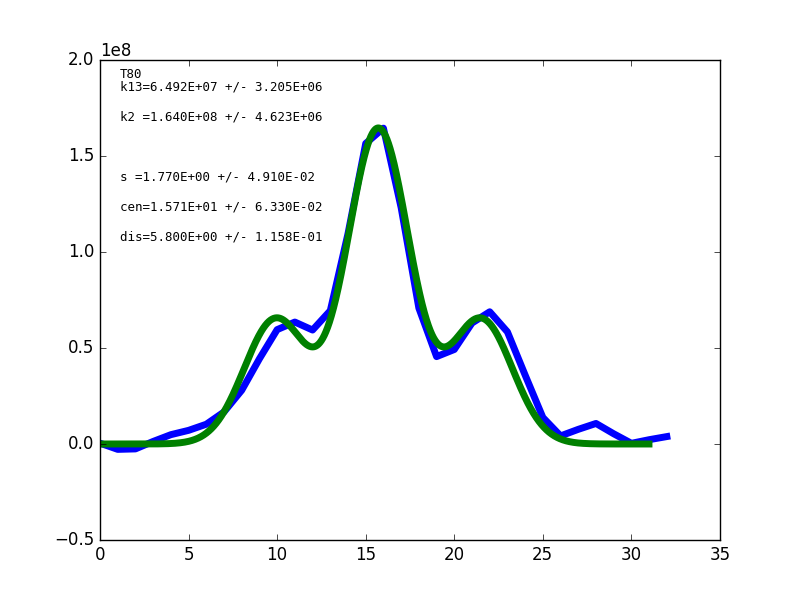 1e8
2.0
1.5
1.0
0.5
0.0
−0.5
T80
k13=6.492E+07 +/- 3.205E+06
k2 =1.640E+08 +/- 4.623E+06
s =1.770E+00 +/- 4.910E-02
cen=1.571E+01 +/- 6.330E-02
dis=5.800E+00 +/- 1.158E-01
0 5 10 15 20 25 30 35